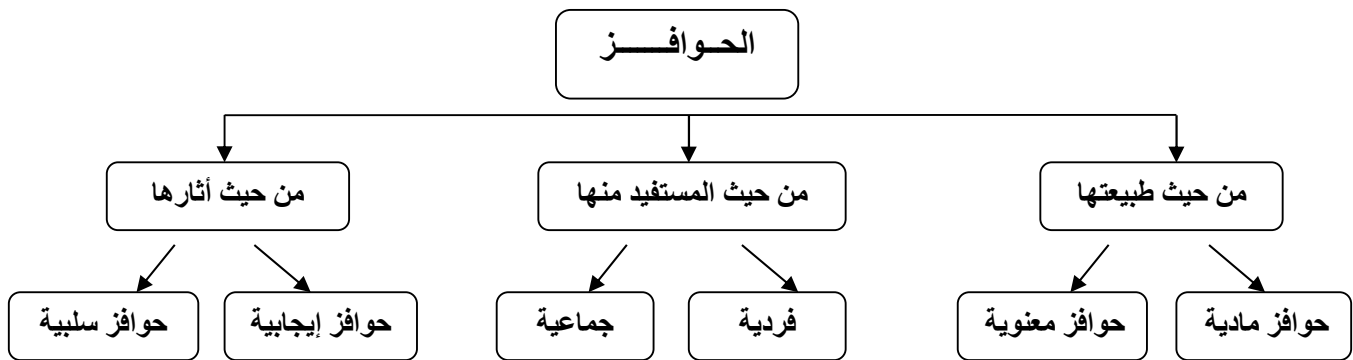 الحــوافــــــز
من حيث طبيعتها
من حيث المستفيد منها
من حيث أثارها
حوافز مادية
حوافز معنوية
فردية
جماعية
حوافز إيجابية
حوافز سلبية